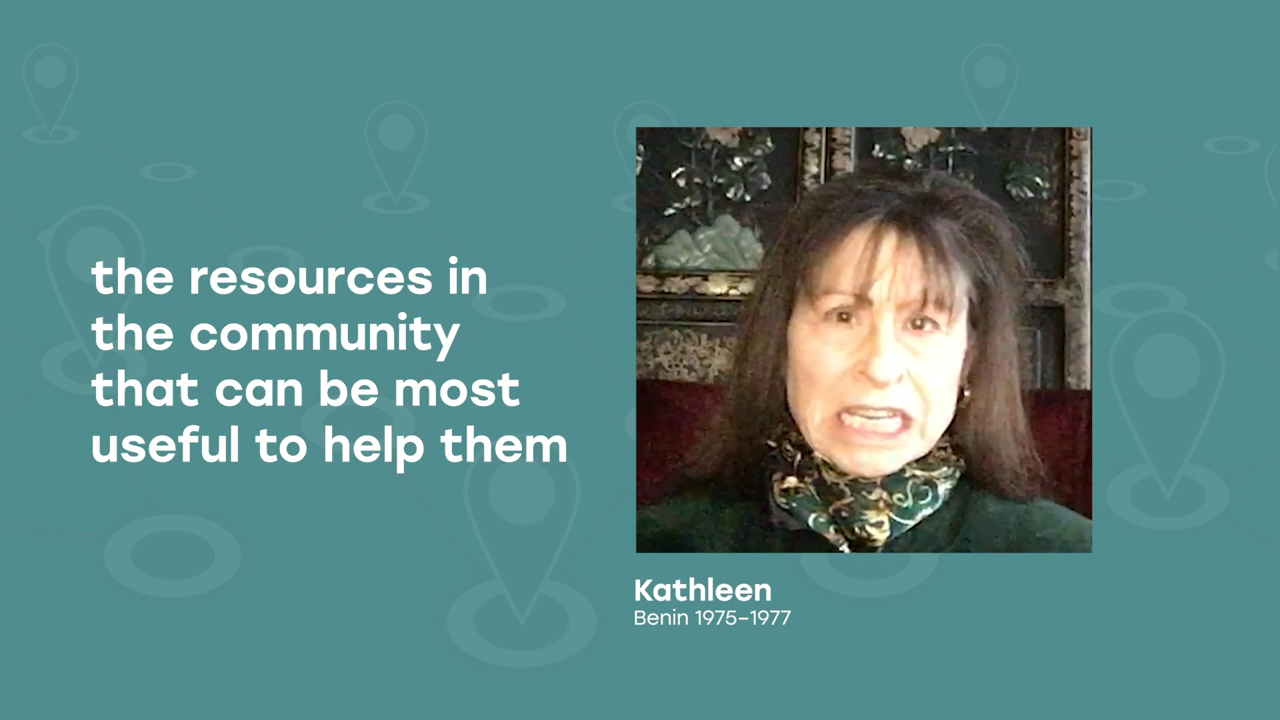 the resources in
the community
that can be most
useful to help them
Kathleen
Benin 1975–1977